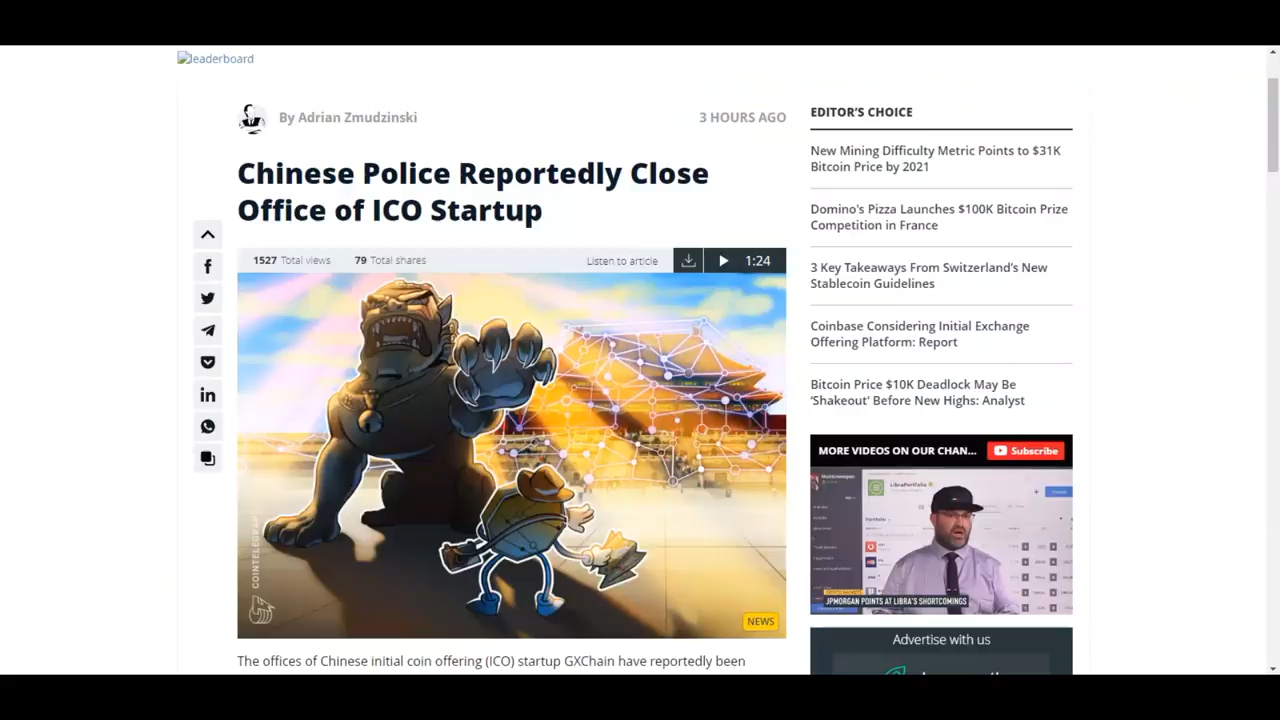 leaderboard
By Adrian Zmudzinski
3 HOURS AGO
Chinese Police Reportedly Close
Office of ICO Startup
1527 Total views
79 Total shares
Listen to article
1:24
COINTELEGRAPH
NEWS
The offices of Chinese initial coin offering (ICO) startup GXChain have reportedly been
EDITOR'S CHOICE
New Mining Difficulty Metric Points to $31K
Bitcoin Price by 2021
Domino's Pizza Launches $100K Bitcoin Prize
Competition in France
3 Key Takeaways From Switzerland's New
Stablecoin Guidelines
Coinbase Considering Initial Exchange
Offering Platform: Report
Bitcoin Price $10K Deadlock May Be
'Shakeout' Before New Highs: Analyst
MORE VIDEOS ON OUR CHAN...
Subscribe
LibraPortfolio
JPMORGAN POINTS AT LIBRA'S SHORTCOMINGS
Advertise with us